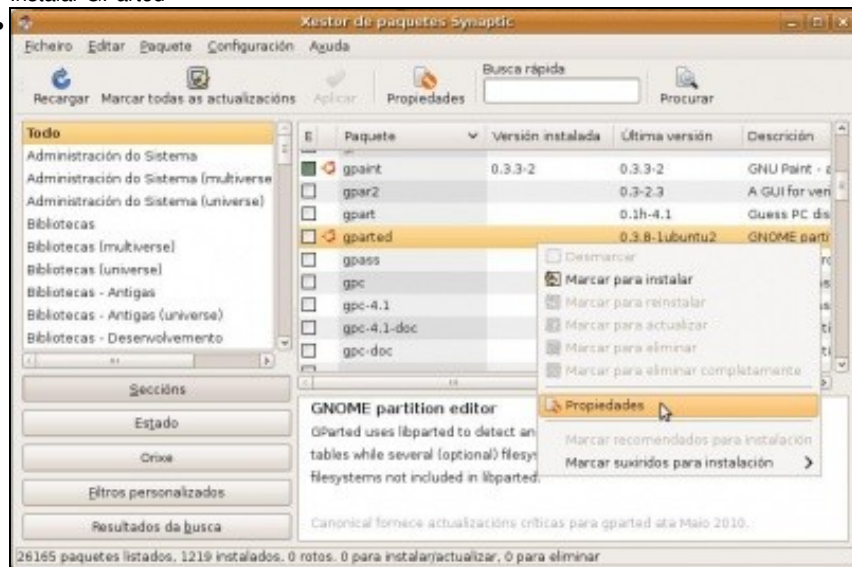 Instalar GParted
Xestor de paquetes Synaptic
Ficheiro Editar Paquete Configuración Axuda
Recargar Marcar todas as actualizacións Aplicar Propiedades Busca rápida Procurar
Todo
Administración do Sistema
Administración do Sistema (multiverse
Administración do Sistema (universe)
Bibliotecas
Bibliotecas (multiverse)
Bibliotecas (universe)
Bibliotecas - Antigas
Bibliotecas - Antigas (universe)
Bibliotecas - Desenvolvemento
Seccións
Estado
Orixe
Filtros personalizados
Resultados da busca
E Paquete Versión instalada Última versión Descrición
gpaint 0.3.3-2 0.3.3-2 GNU Paint - a
gpar2 0.3-2.3 A GUI for ven
gpart 0.1h-4.1 Guess PC dis
gparted 0.3.8-1ubuntu2 GNOME parti
gpass
gpc
gpc-4.1
gpc-4.1-doc
gpc-doc
Desmarcar
Marcar para instalar
Marcar para reinstalar
Marcar para actualizar
Marcar para eliminar
Marcar para eliminar completamente
Propiedades
Marcar recomendados para instalación
Marcar suxiridos para instalación
GNOME partition editor
GParted uses libparted to detect an
tables while several (optional) filesy
filesystems not included in libparted.
Canonical fornece actualizacións críticas para gparted ata Maio 2010.
26165 paquetes listados, 1219 instalados, 0 rotos. 0 para instalar/actualizar, 0 para eliminar